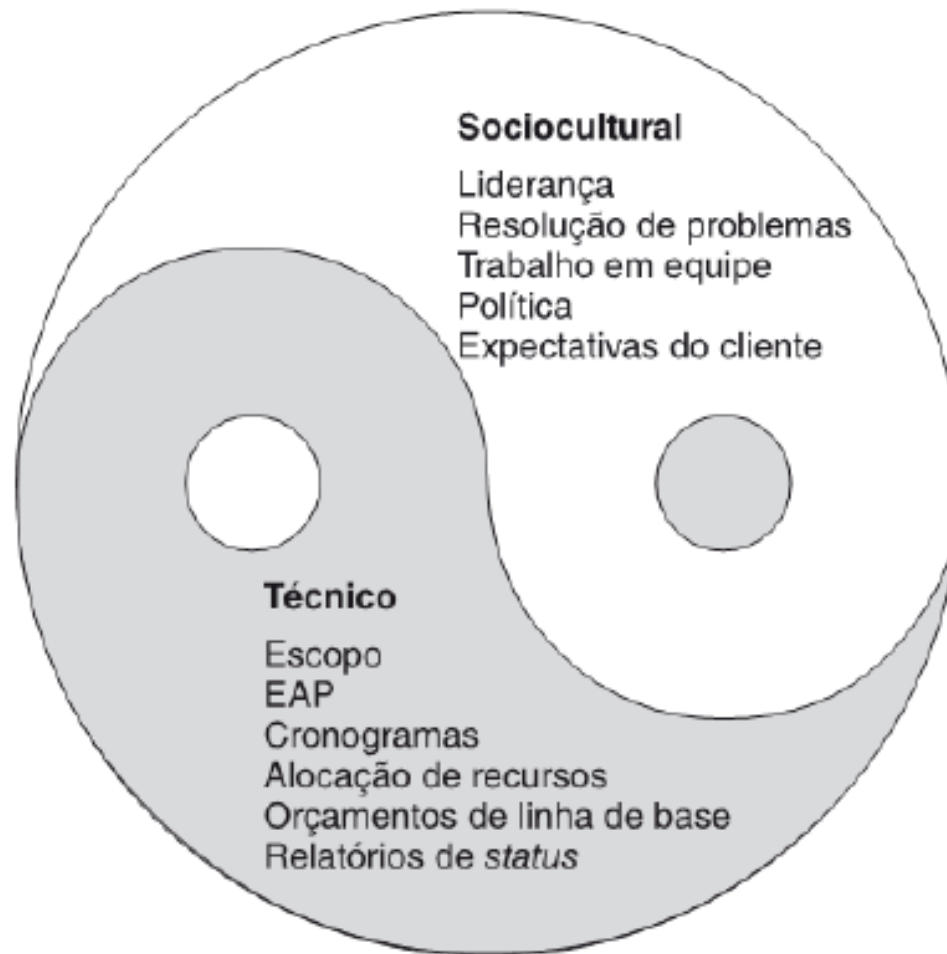 Sociocultural
Liderança
Resolução de problemas
Trabalho em equipe
Política
Expectativas do cliente
Técnico
Escopo
EAP
Cronogramas
Alocação de recursos
Orçamentos de linha de base
Relatórios de status